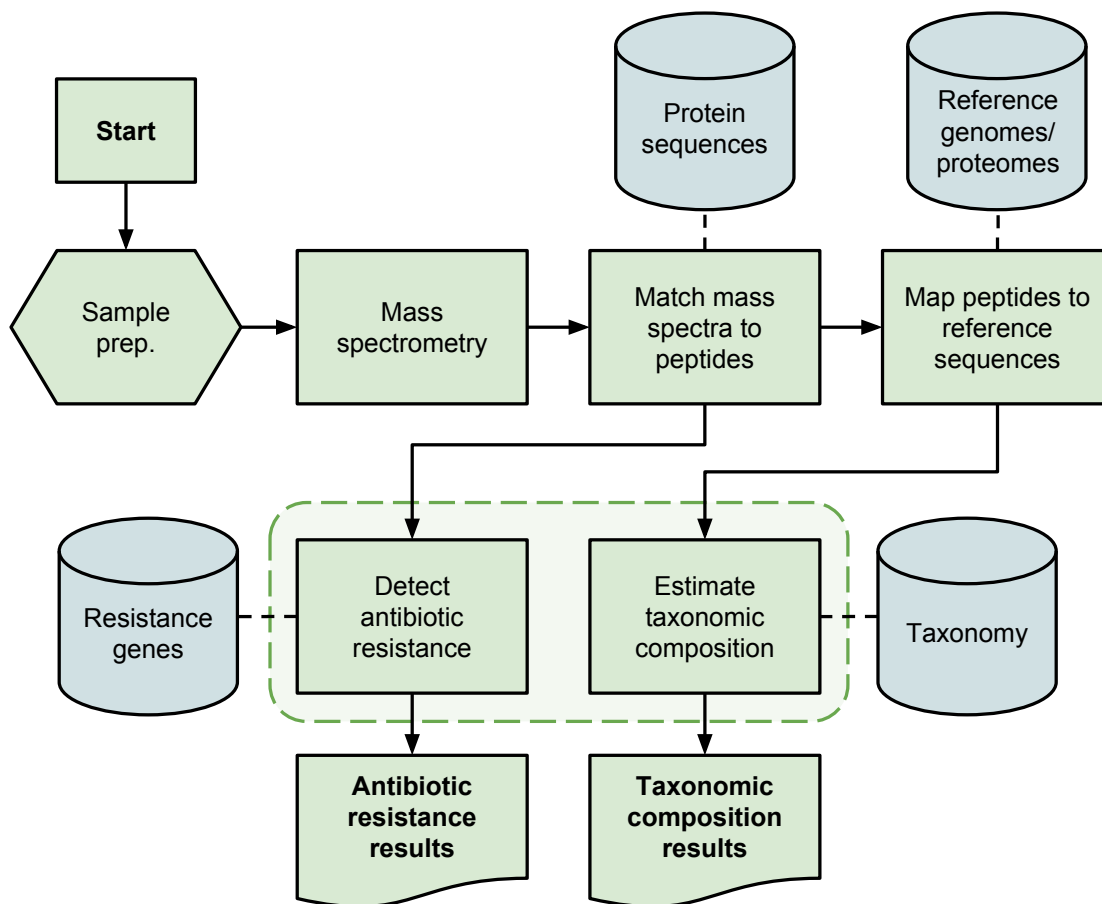 Start
Protein
sequences
Reference
genomes/
proteomes
Sample
prep.
Mass
spectrometry
Match mass
spectra to
peptides
Map peptides to
reference
sequences
Resistance
genes
Detect
antibiotic
resistance
Estimate
taxonomic
composition
Taxonomy
Antibiotic
resistance
results
Taxonomic
composition
results